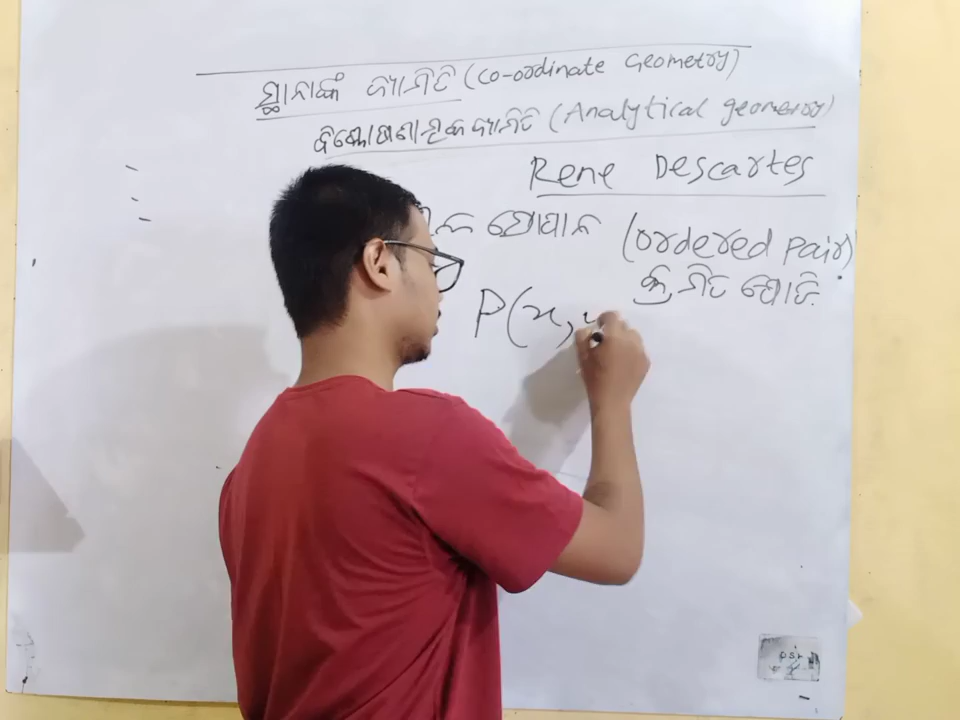 ସ୍ଥାନାଙ୍କ ଜ୍ୟାମିତି (Co-ordinate Geometry)
ବିଶ୍ଳେଷଣାତ୍ମକ ଜ୍ୟାମିତି (Analytical geometry)
Rene Descartes
(ordered pair)
କ୍ରମିତ ଯୋଡ଼ି
P(x,